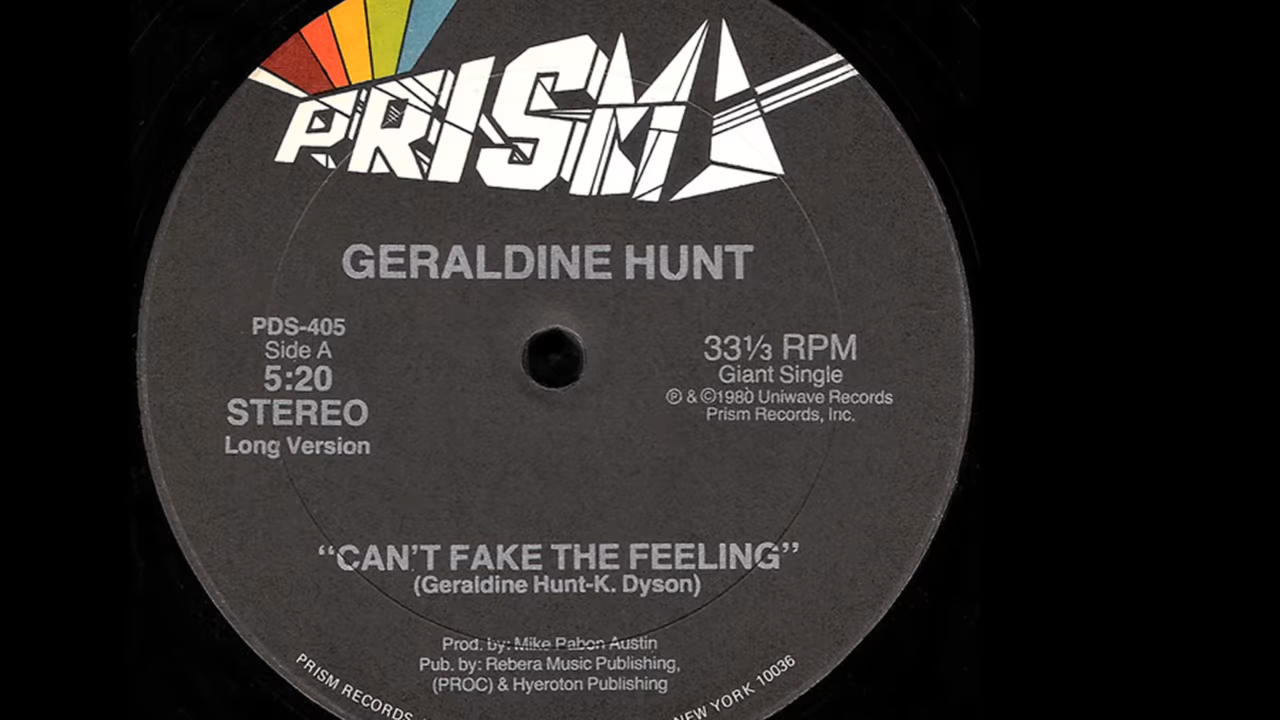 PRISM
GERALDINE HUNT
PDS-405
Side A
5:20
STEREO
Long Version
33⅓ RPM
Giant Single
℗ & ©1980 Uniwave Records
Prism Records, Inc.
“CAN’T FAKE THE FEELING”
(Geraldine Hunt-K. Dyson)
Prod. by: Mike Pabon Austin
Pub. by: Rebera Music Publishing,
(PROC) & Hyeroton Publishing
PRISM RECORDS
NEW YORK 10036